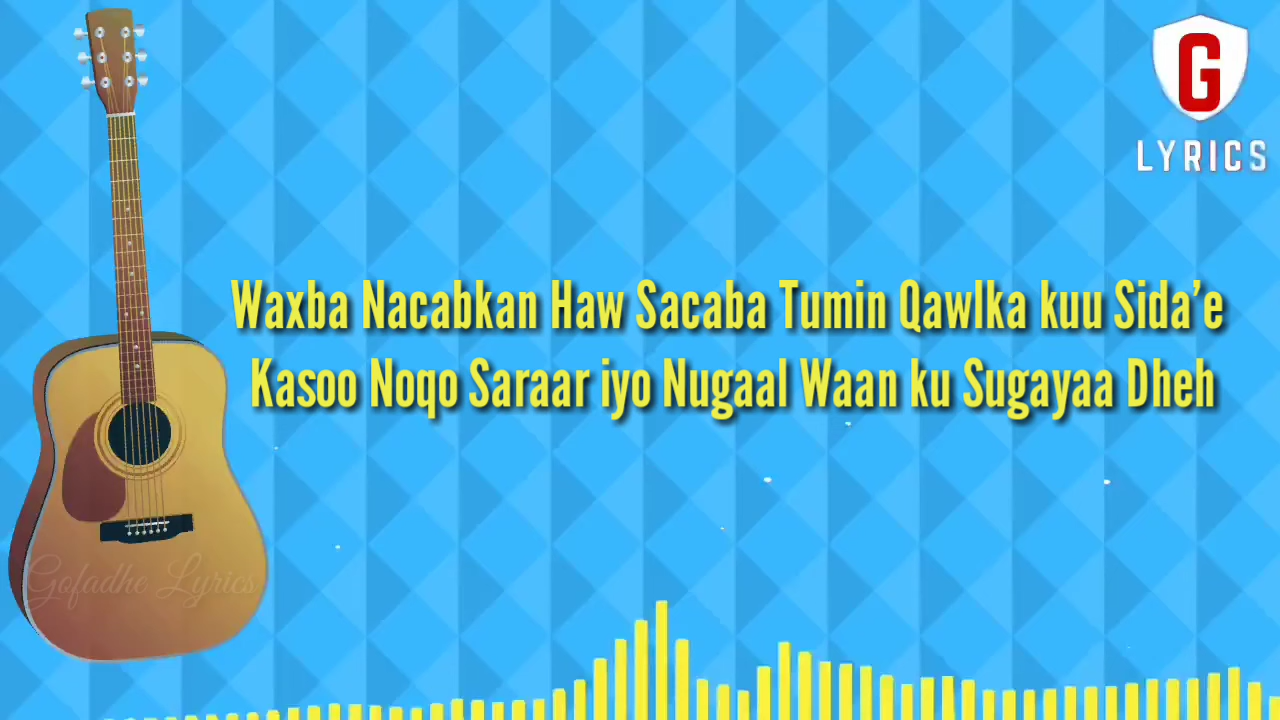 G
LYRICS
Waxba Nacabkan Haw Sacaba Tumin Qawlka kuu Sida'e
Kasoo Noqo Saraar iyo Nugaal Waan ku Sugayaa Dheh
Gofadhe Lyrics